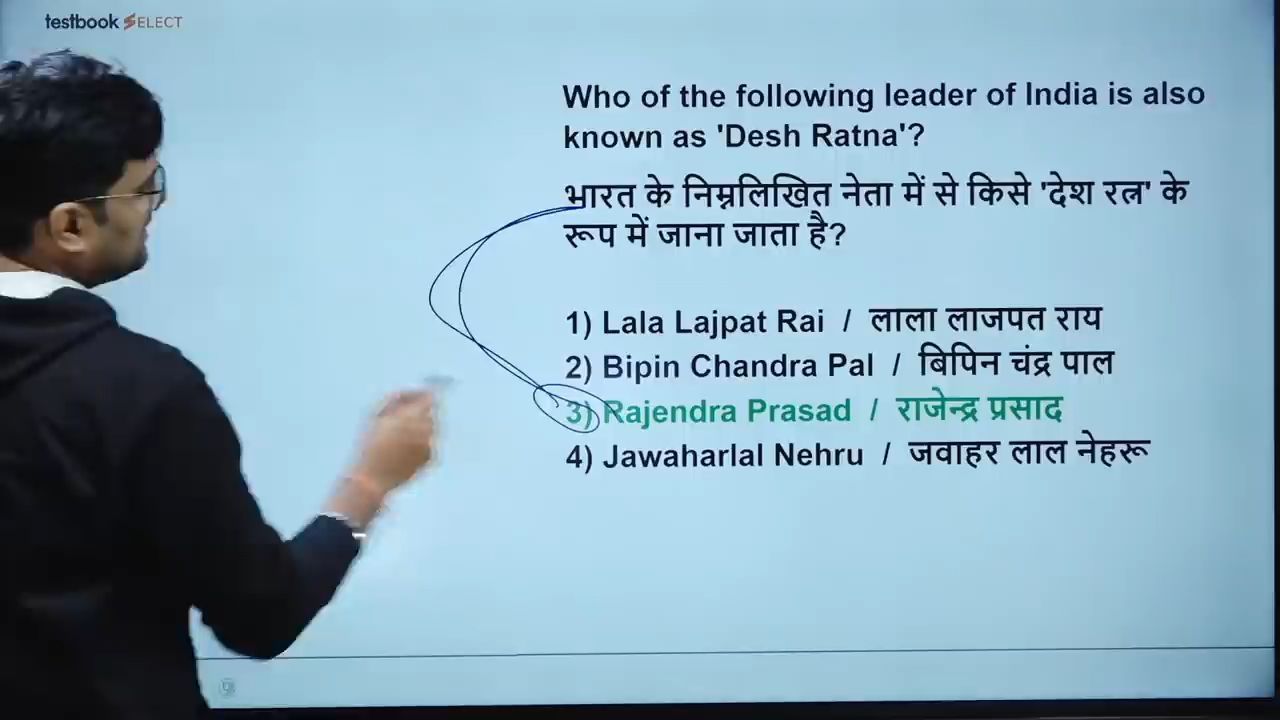 testbook SELECT
Who of the following leader of India is also
known as 'Desh Ratna'?
भारत के निम्नलिखित नेता में से किसे 'देश रत्न' के
रूप में जाना जाता है?
1) Lala Lajpat Rai / लाला लाजपत राय
2) Bipin Chandra Pal / बिपिन चंद्र पाल
3) Rajendra Prasad / राजेन्द्र प्रसाद
4) Jawaharlal Nehru / जवाहर लाल नेहरू